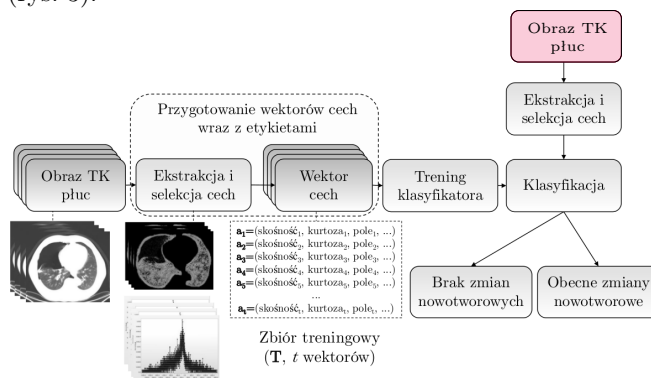 (rys. 3).
Obraz TK
płuc
Ekstrakcja i
selekcja cech
Przygotowanie wektorów cech
wraz z etykietami
Obraz TK
płuc
Ekstrakcja i
selekcja cech
Wektor
cech
Trening
klasyfikatora
Klasyfikacja
a₁=(skośność₁, kurtoza₁, pole₁, ...)
a₂=(skośność₂, kurtoza₂, pole₂, ...)
a₃=(skośność₃, kurtoza₃, pole₃, ...)
a₄=(skośność₄, kurtoza₄, pole₄, ...)
a₅=(skośność₅, kurtoza₅, pole₅, ...)
...
aₜ=(skośnośćₜ, kurtozaₜ, poleₜ, ...)
Brak zmian
nowotworowych
Obecne zmiany
nowotworowe
Zbiór treningowy
(T, t wektorów)